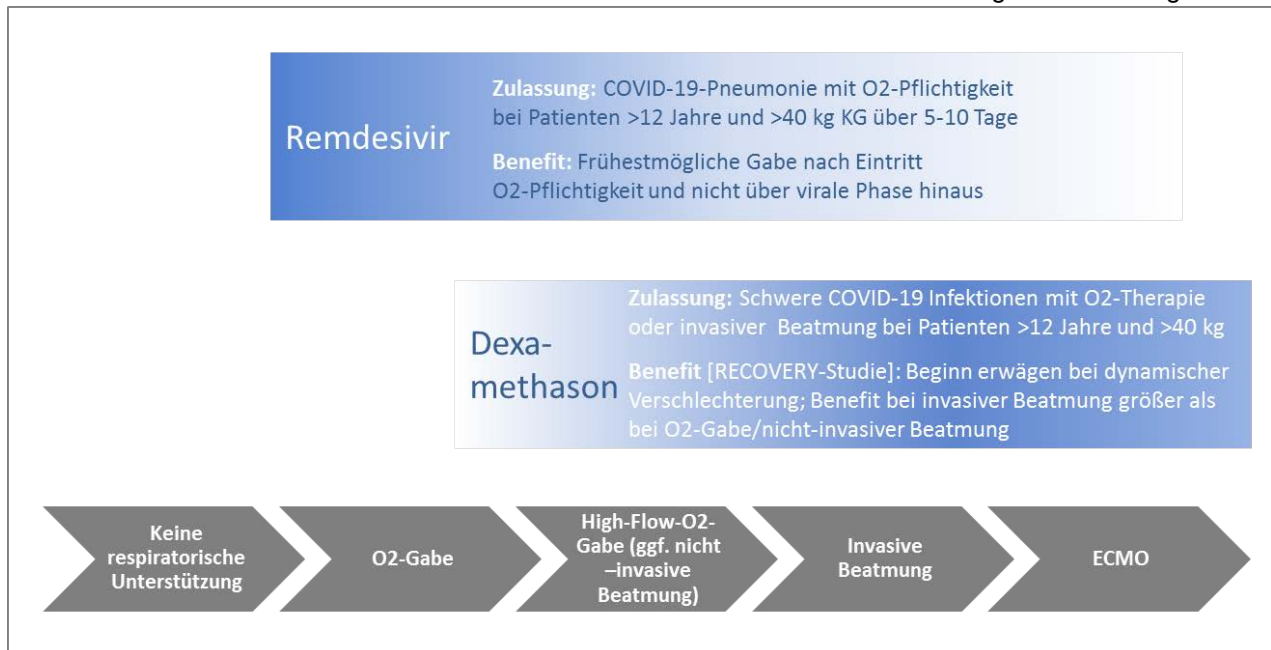 Remdesivir
Zulassung: COVID-19-Pneumonie mit O2-Pflichtigkeit
bei Patienten >12 Jahre und >40 kg KG über 5-10 Tage
Benefit: Frühestmögliche Gabe nach Eintritt
O2-Pflichtigkeit und nicht über virale Phase hinaus
Dexa-
methason
Zulassung: Schwere COVID-19 Infektionen mit O2-Therapie
oder invasiver Beatmung bei Patienten >12 Jahre und >40 kg
Benefit [RECOVERY-Studie]: Beginn erwägen bei dynamischer
Verschlechterung; Benefit bei invasiver Beatmung größer als
bei O2-Gabe/nicht-invasiver Beatmung
Keine
respiratorische
Unterstützung
O2-Gabe
High-Flow-O2-
Gabe (ggf. nicht
–invasive
Beatmung)
Invasive
Beatmung
ECMO